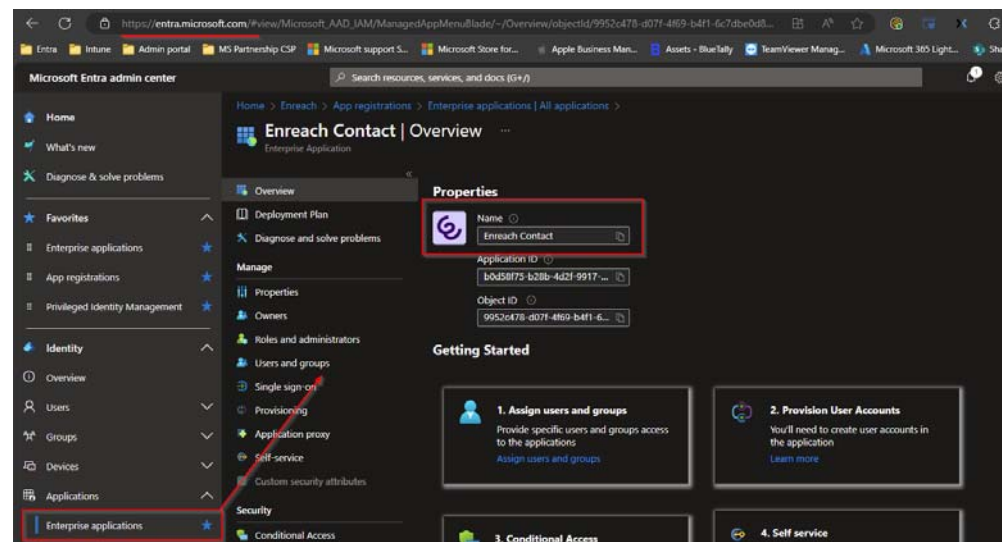 https://entra.microsoft.com/#view/Microsoft_AAD_IAM/ManagedAppMenuBlade/~/Overview/objectId/9952c478-d07f-4f69-b4f1-6c7dbe0d8...
Entra Intune Admin portal MS Partnership CSP Microsoft support S... Microsoft Store for... Apple Business Man... Assets - BlueTally TeamViewer Manag... Microsoft 365 Light...
Microsoft Entra admin center
Search resources, services, and docs (G+/)
Home > Enreach > App registrations > Enterprise applications | All applications >
Enreach Contact | Overview ...
Enterprise Application
Home
What's new
Diagnose & solve problems
Favorites
Enterprise applications
App registrations
Privileged Identity Management
Identity
Overview
Users
Groups
Devices
Applications
Enterprise applications
Overview
Deployment Plan
Diagnose and solve problems
Manage
Properties
Owners
Roles and administrators
Users and groups
Single sign-on
Provisioning
Application proxy
Self-service
Custom security attributes
Security
Conditional Access
Properties
Name
Enreach Contact
Application ID
b0d58f75-b28b-4d2f-9917-...
Object ID
9952c478-d07f-4f69-b4f1-6...
Getting Started
1. Assign users and groups
Provide specific users and groups access
to the applications
Assign users and groups
2. Provision User Accounts
You'll need to create user accounts in
the application
Learn more
3. Conditional Access
4. Self service